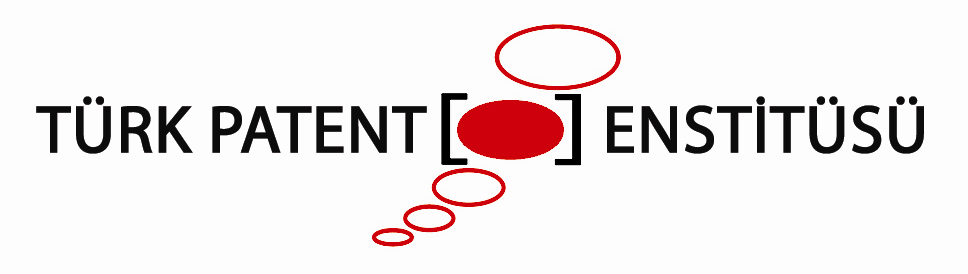 TÜRK PATENT [ ] ENSTİTÜSÜ